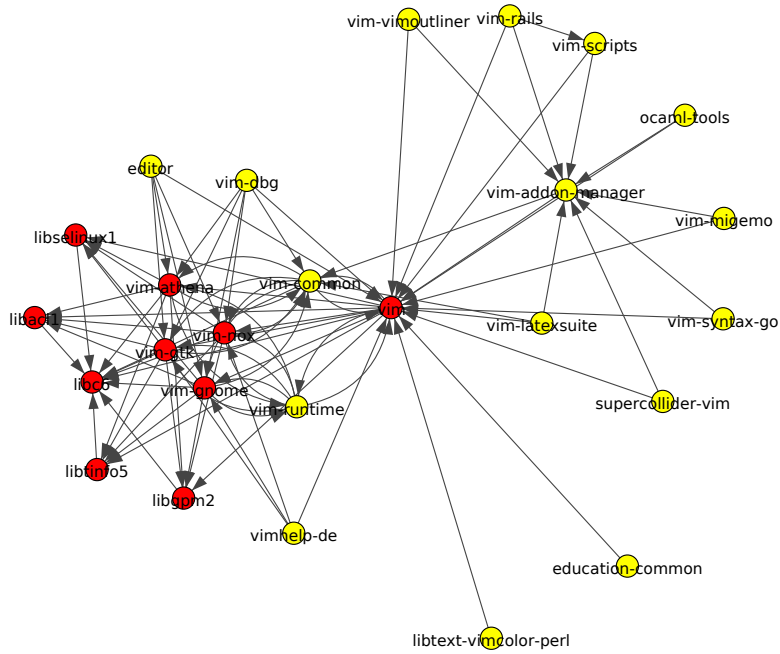 vim-vimoutliner
vim-rails
vim-scripts
ocaml-tools
editor
vim-dbg
vim-addon-manager
vim-migemo
libselinux1
vim-athena
vim-common
vim
libacl1
vim-nox
vim-latexsuite
vim-syntax-go
vim-gtk
libc6
vim-gnome
vim-runtime
supercollider-vim
libtinfo5
libgpm2
vimhelp-de
education-common
libtext-vimcolor-perl